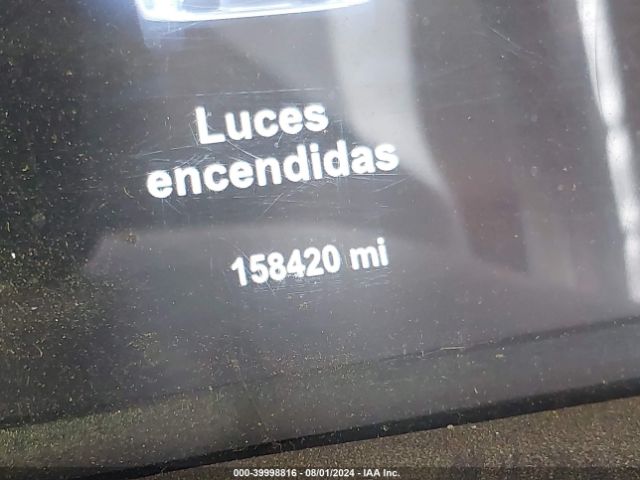 Luces
encendidas
158420 mi
000-39998816 - 08/01/2024 - IAA Inc.